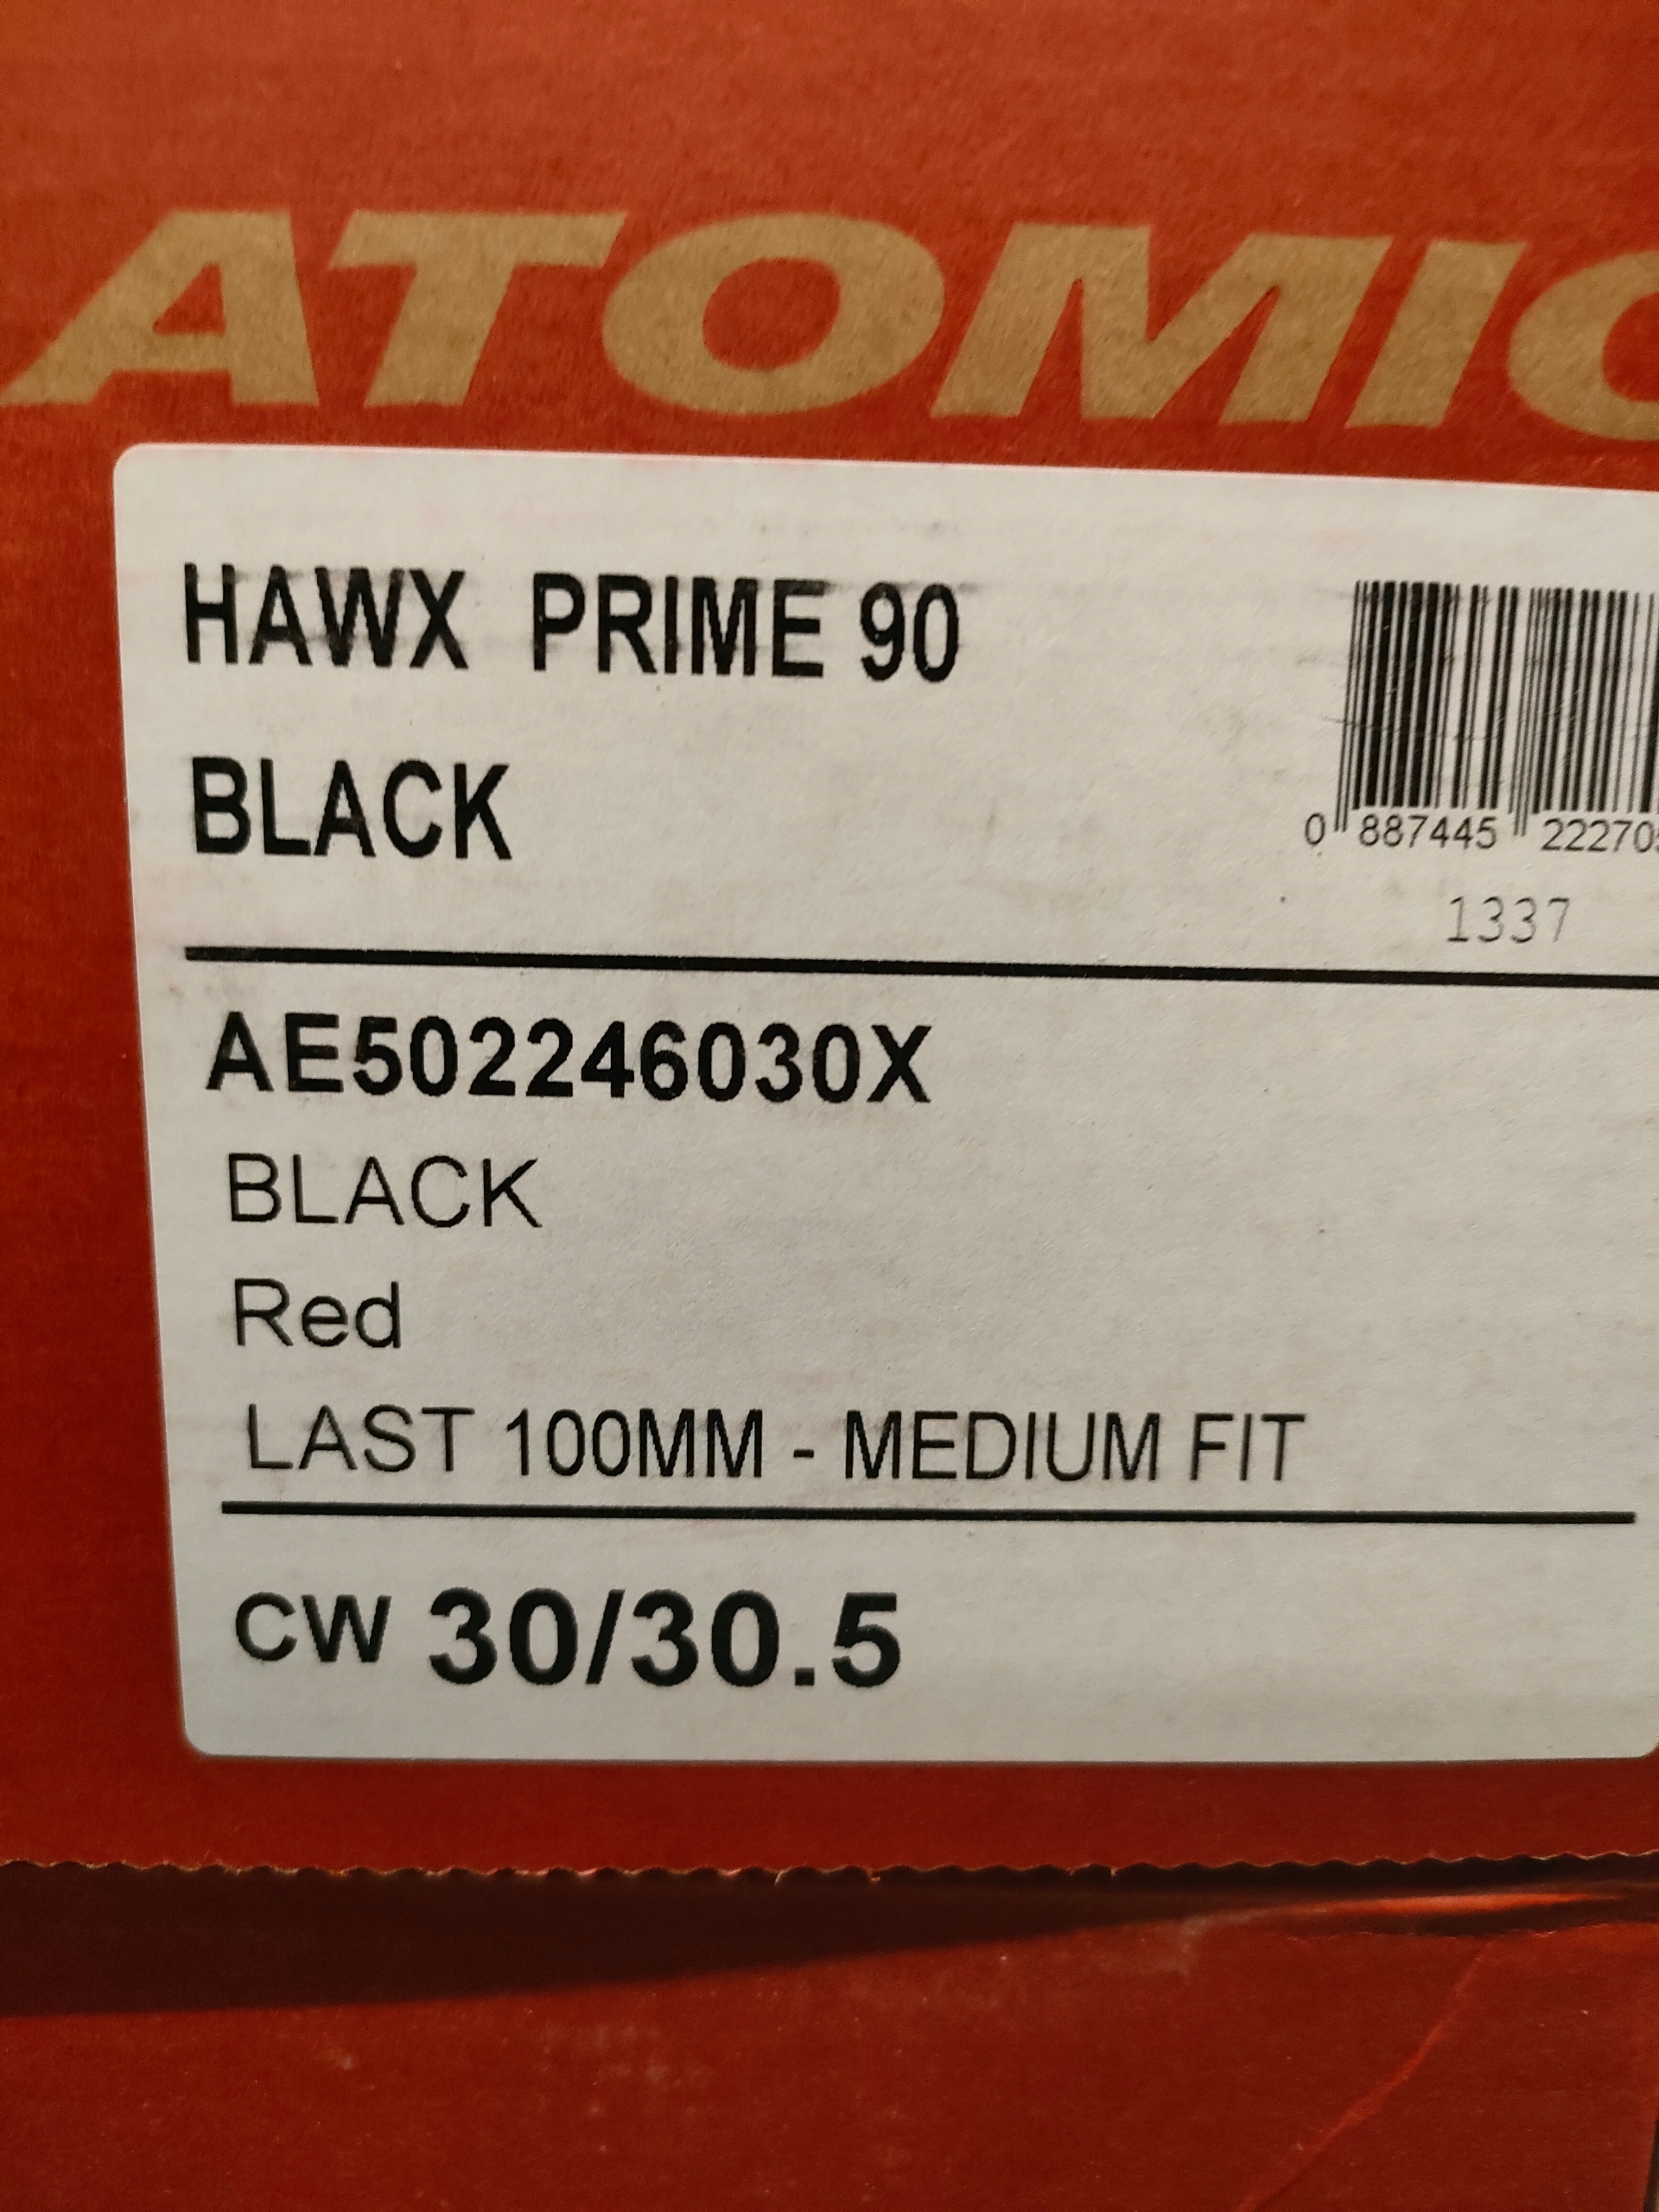 ATOMIC
HAWX PRIME 90
BLACK
0 887445 222705
1337
AE502246030X
BLACK
Red
LAST 100MM - MEDIUM FIT
CW 30/30.5